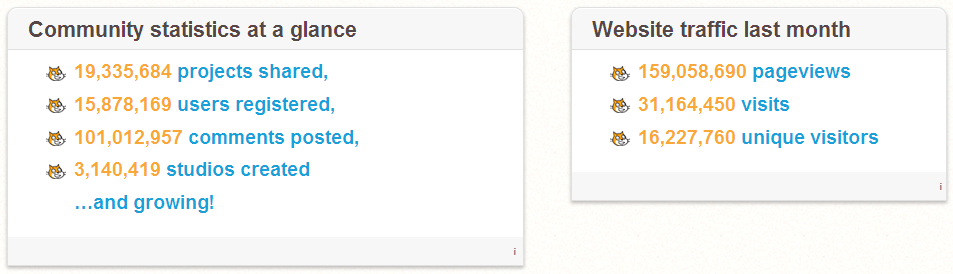 Community statistics at a glance
19,335,684 projects shared,
15,878,169 users registered,
101,012,957 comments posted,
3,140,419 studios created
...and growing!
i
Website traffic last month
159,058,690 pageviews
31,164,450 visits
16,227,760 unique visitors
i